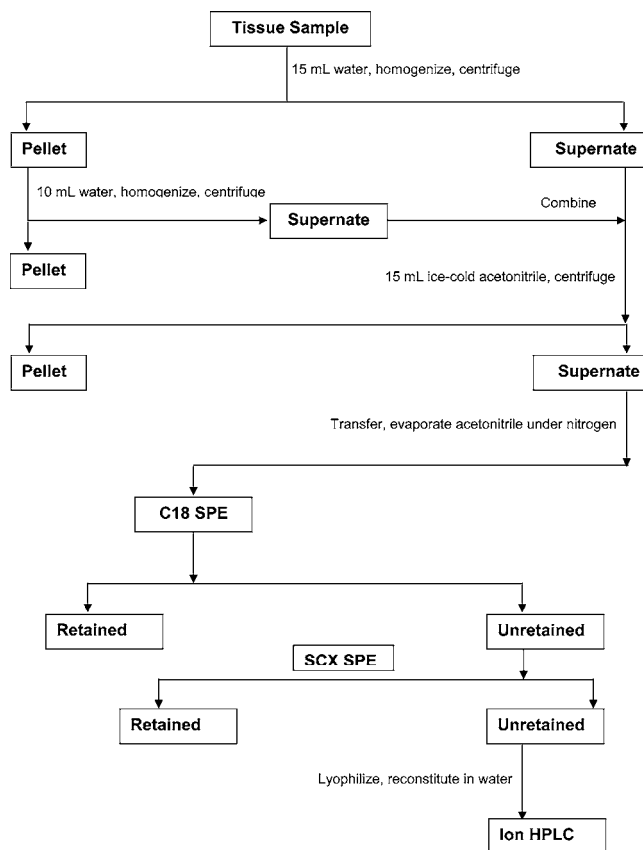 Tissue Sample
15 mL water, homogenize, centrifuge
Pellet
Supernate
10 mL water, homogenize, centrifuge
Supernate
Combine
Pellet
15 mL ice-cold acetonitrile, centrifuge
Pellet
Supernate
Transfer, evaporate acetonitrile under nitrogen
C18 SPE
Retained
Unretained
SCX SPE
Retained
Unretained
Lyophilize, reconstitute in water
Ion HPLC